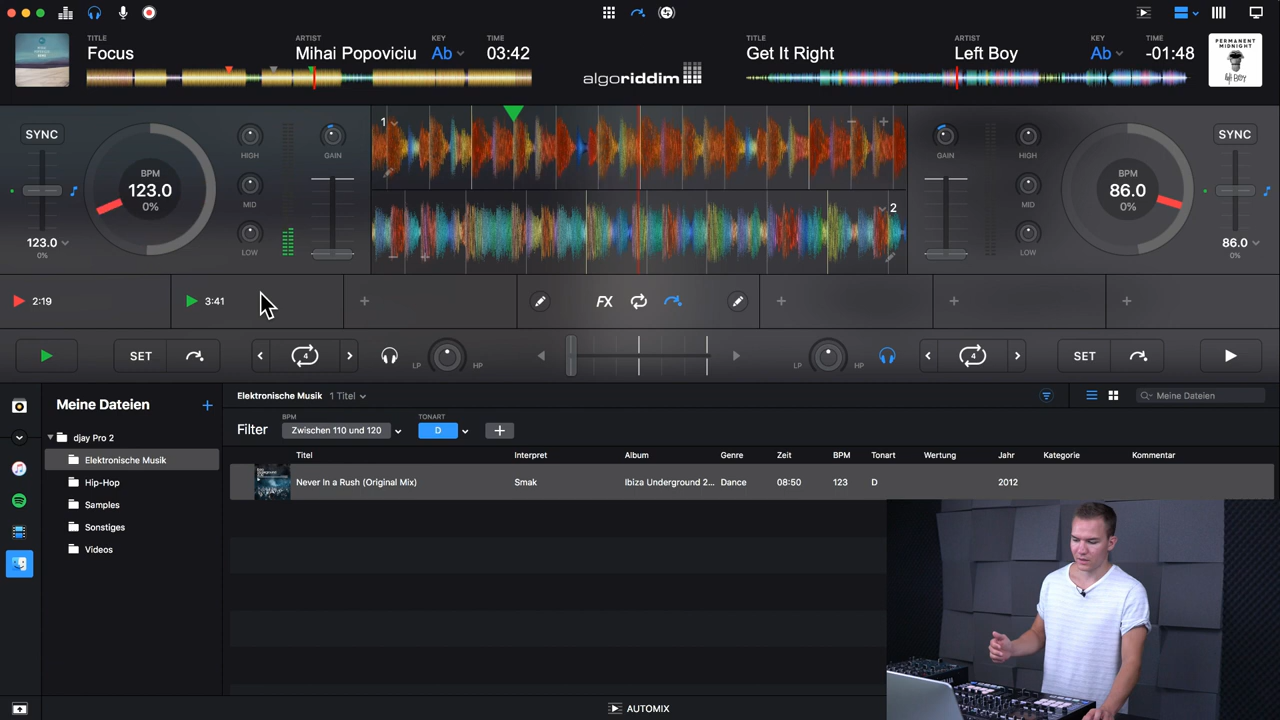 TITLE
Focus
ARTIST
Mihai Popoviciu
KEY
Ab
TIME
03:42
algoriddim
TITLE
Get It Right
ARTIST
Left Boy
KEY
Ab
TIME
-01:48
PERMANENT
MIDNIGHT
left Boy
SYNC
BPM
123.0
0%
123.0
0%
HIGH
MID
LOW
GAIN
1
2
GAIN
HIGH
MID
LOW
BPM
86.0
0%
SYNC
86.0
0%
2:19
3:41
FX
SET
4
LP
HP
LP
HP
4
SET
Meine Dateien
djay Pro 2
Elektronische Musik
Hip-Hop
Samples
Sonstiges
Videos
Elektronische Musik 1 Titel
Meine Dateien
Filter
BPM
Zwischen 110 und 120
TONART
D
Titel Interpret Album Genre Zeit BPM Tonart Wertung Jahr Kategorie Kommentar
Never In a Rush (Original Mix) Smak Ibiza Underground 2... Dance 08:50 123 D 2012
AUTOMIX